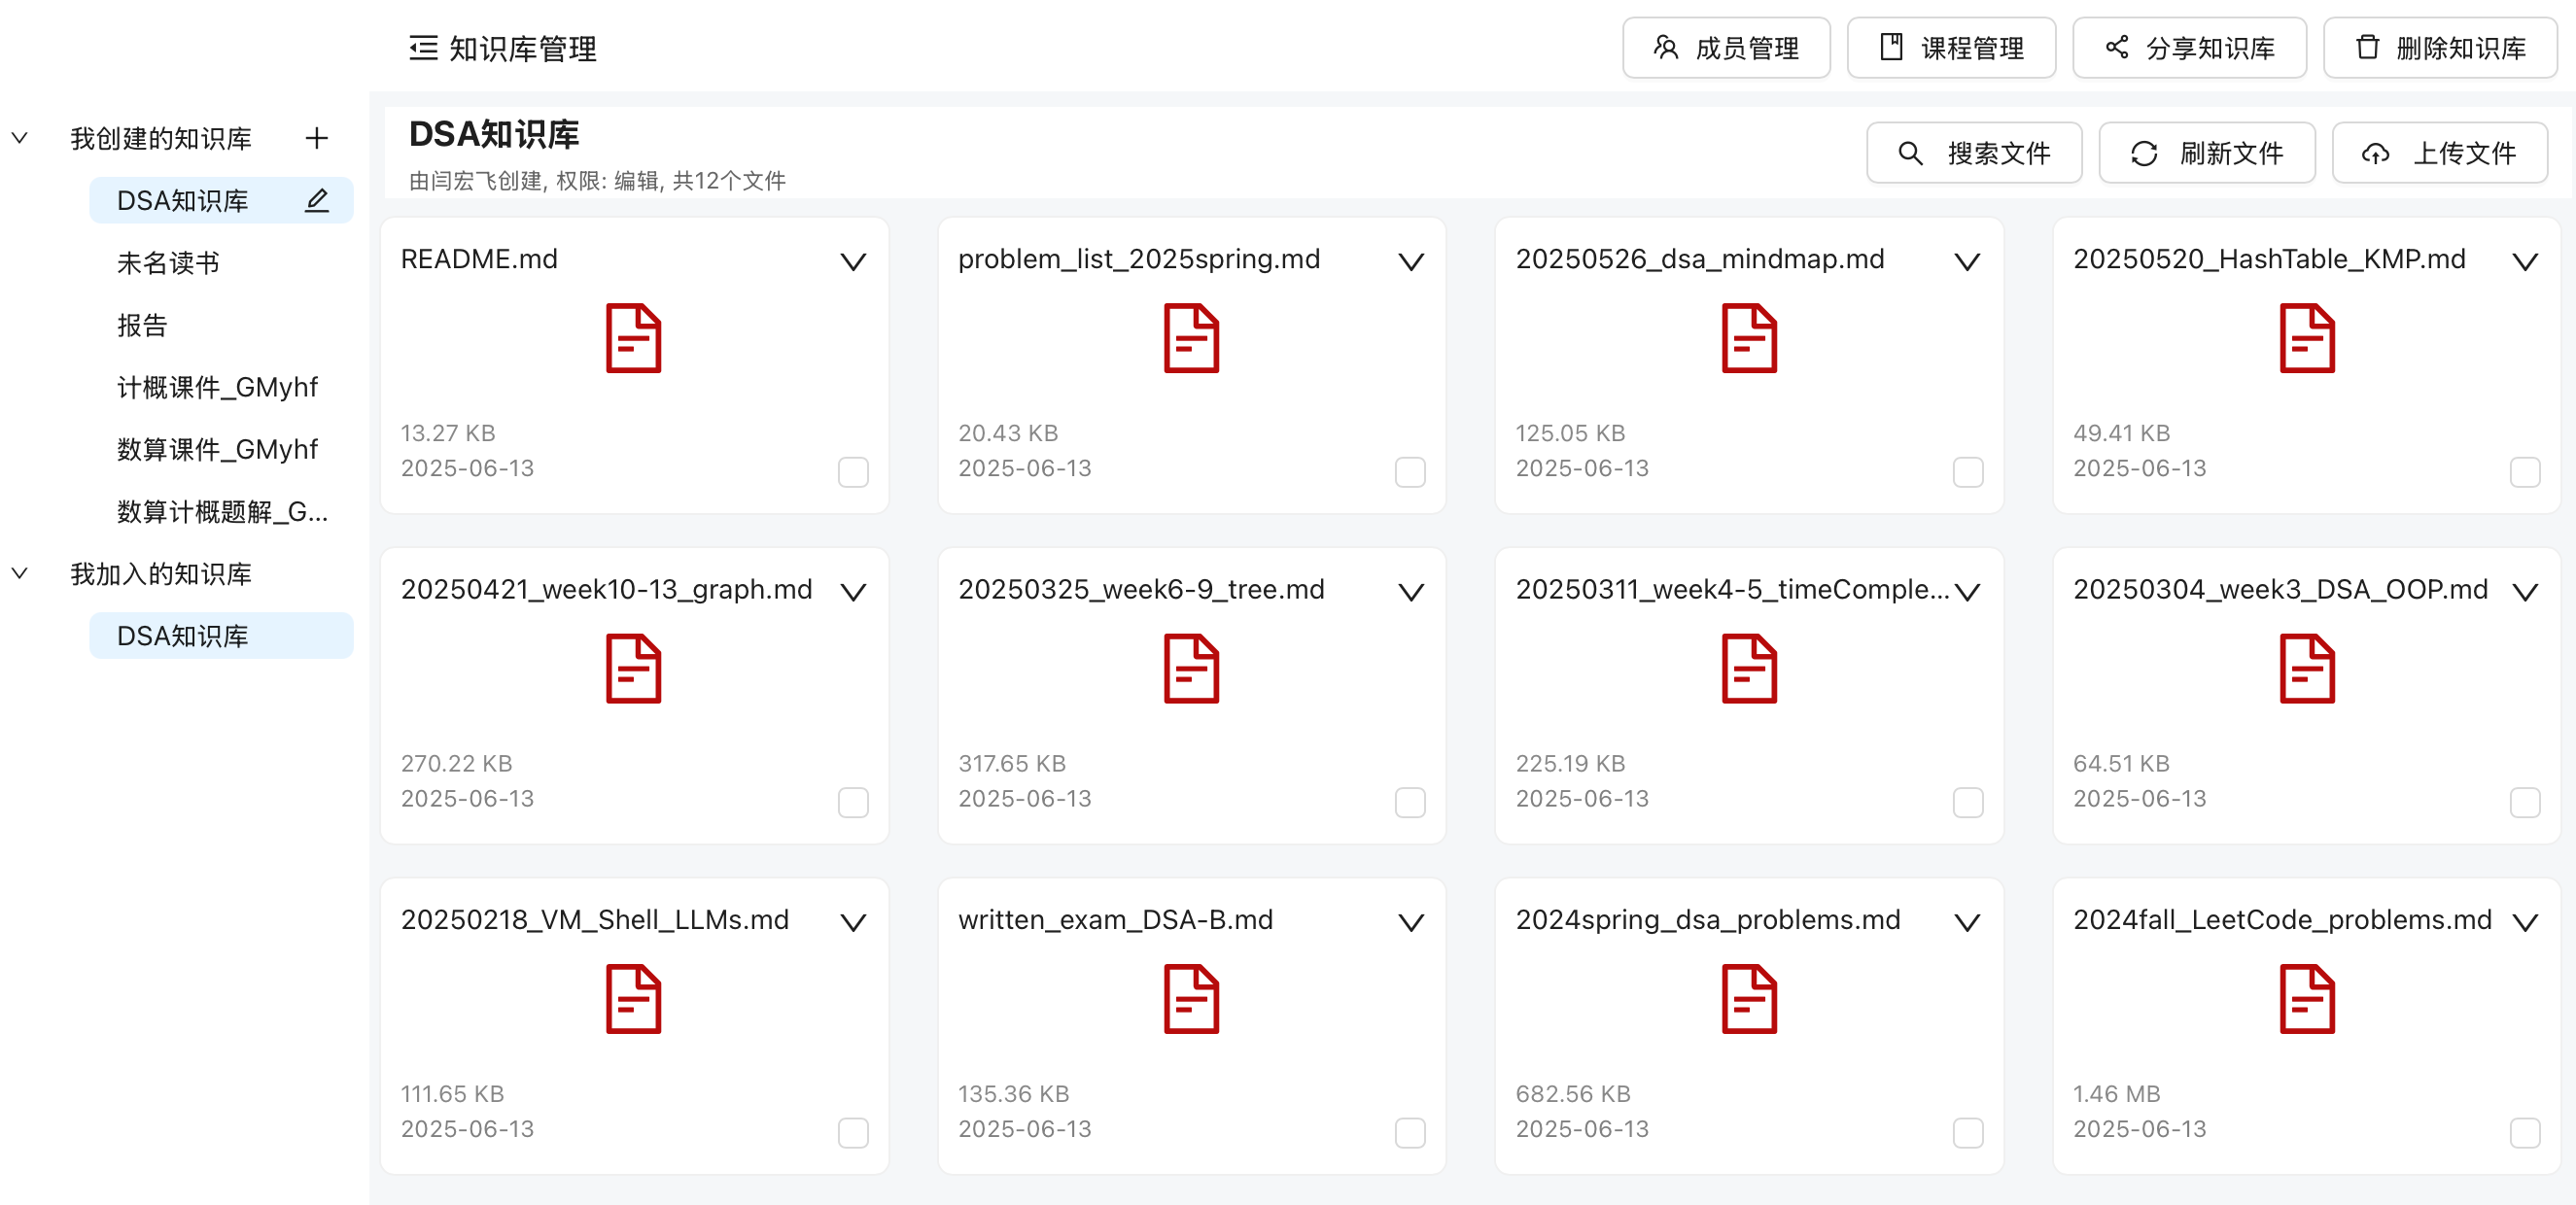 知识库管理
成员管理
课程管理
分享知识库
删除知识库
我创建的知识库
DSA知识库
未名读书
报告
计概课件_GMyhf
数算课件_GMyhf
数算计概题解_G...
我加入的知识库
DSA知识库
DSA知识库
由闫宏飞创建, 权限: 编辑, 共12个文件
搜索文件
刷新文件
上传文件
README.md
13.27 KB
2025-06-13
problem_list_2025spring.md
20.43 KB
2025-06-13
20250526_dsa_mindmap.md
125.05 KB
2025-06-13
20250520_HashTable_KMP.md
49.41 KB
2025-06-13
20250421_week10-13_graph.md
270.22 KB
2025-06-13
20250325_week6-9_tree.md
317.65 KB
2025-06-13
20250311_week4-5_timeComple...
225.19 KB
2025-06-13
20250304_week3_DSA_OOP.md
64.51 KB
2025-06-13
20250218_VM_Shell_LLMs.md
111.65 KB
2025-06-13
written_exam_DSA-B.md
135.36 KB
2025-06-13
2024spring_dsa_problems.md
682.56 KB
2025-06-13
2024fall_LeetCode_problems.md
1.46 MB
2025-06-13